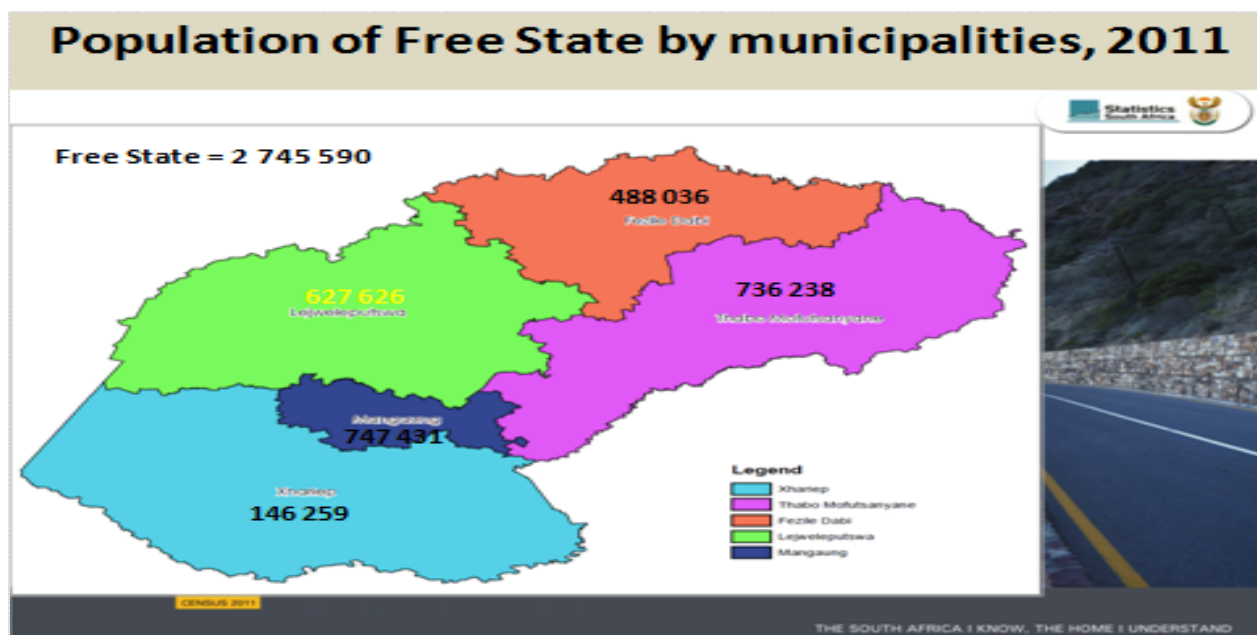 Population of Free State by municipalities, 2011
Statistics
South Africa
Free State = 2 745 590
488 036
Fezile Dabi
627 626
Lejweleputswa
736 238
Thabo Mofutsanyane
Mangaung
747 431
Xhariep
146 259
Legend
Xhariep
Thabo Mofutsanyane
Fezile Dabi
Lejweleputswa
Mangaung
CENSUS 2011
THE SOUTH AFRICA I KNOW, THE HOME I UNDERSTAND